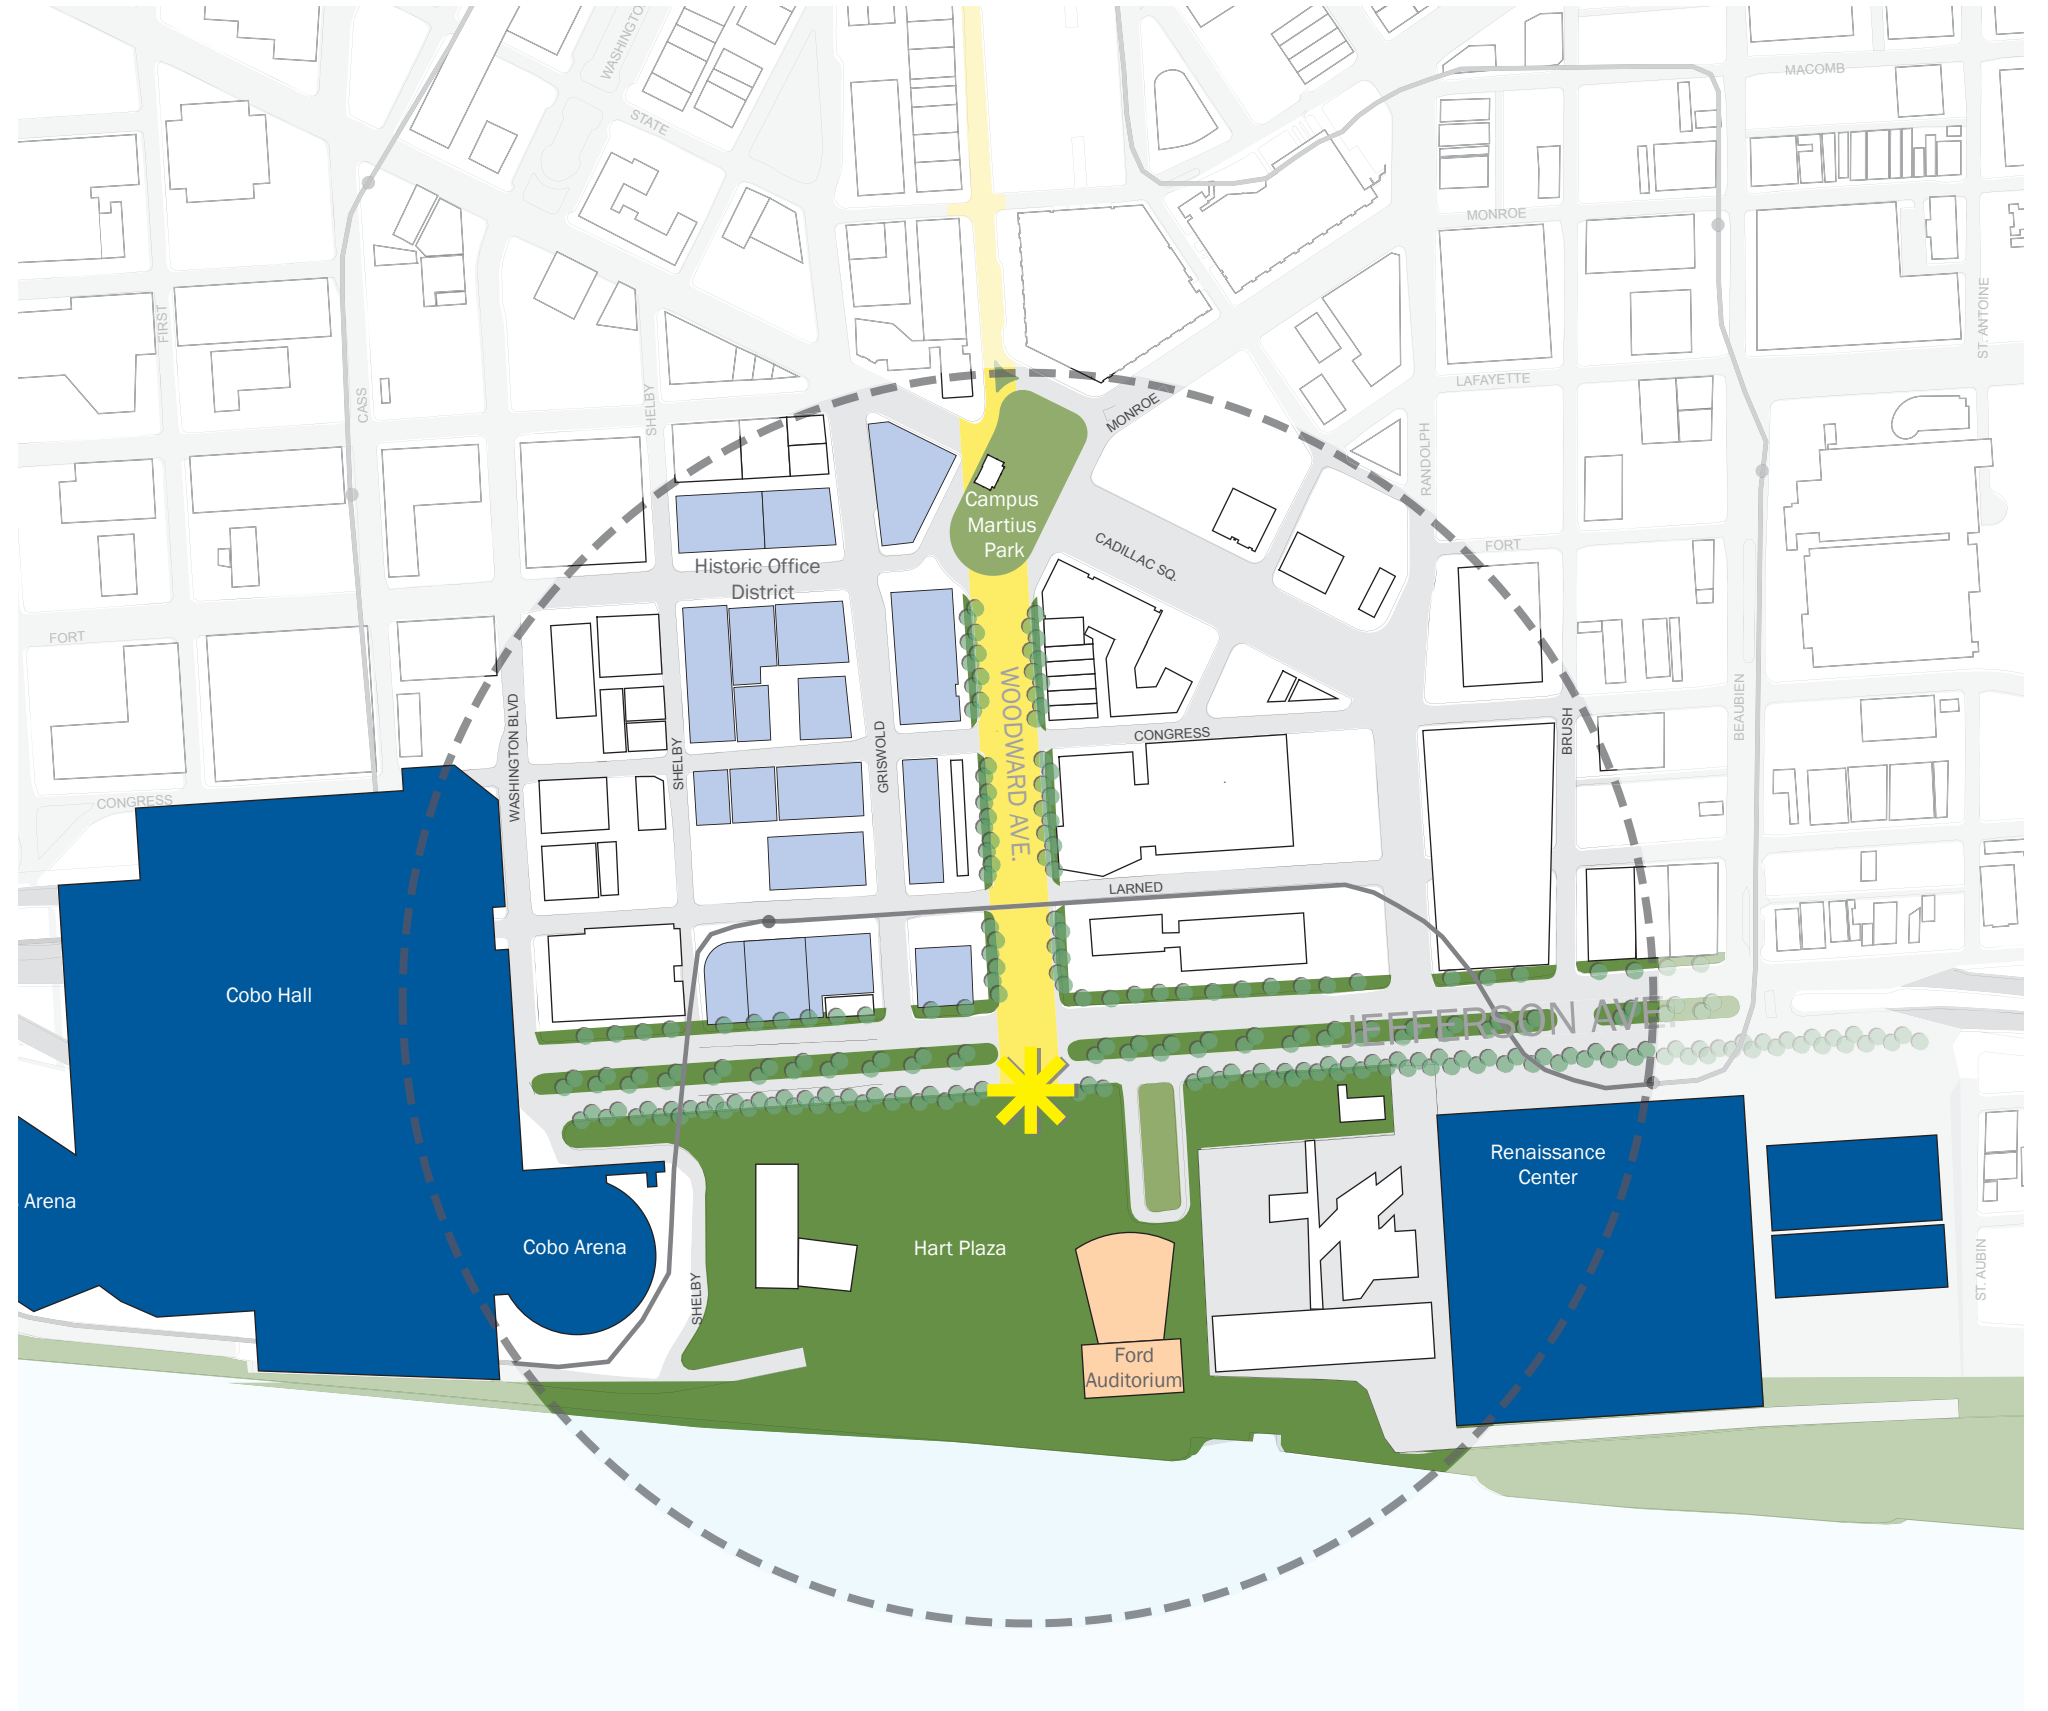 WASHINGTO
MACOMB
STATE
MONROE
FIRST
ST. ANTOINE
LAFAYETTE
CASS
SHELBY
MONROE
RANDOLPH
Campus
Martius
Park
CADILLAC SQ.
FORT
Historic Office
District
FORT
WOODWARD AVE.
BEAUBIEN
BRUSH
WASHINGTON BLVD
SHELBY
GRISWOLD
CONGRESS
CONGRESS
LARNED
Cobo Hall
JEFFERSON AVE.
Renaissance
Center
Arena
Cobo Arena
Hart Plaza
ST. AUBIN
SHELBY
Ford
Auditorium